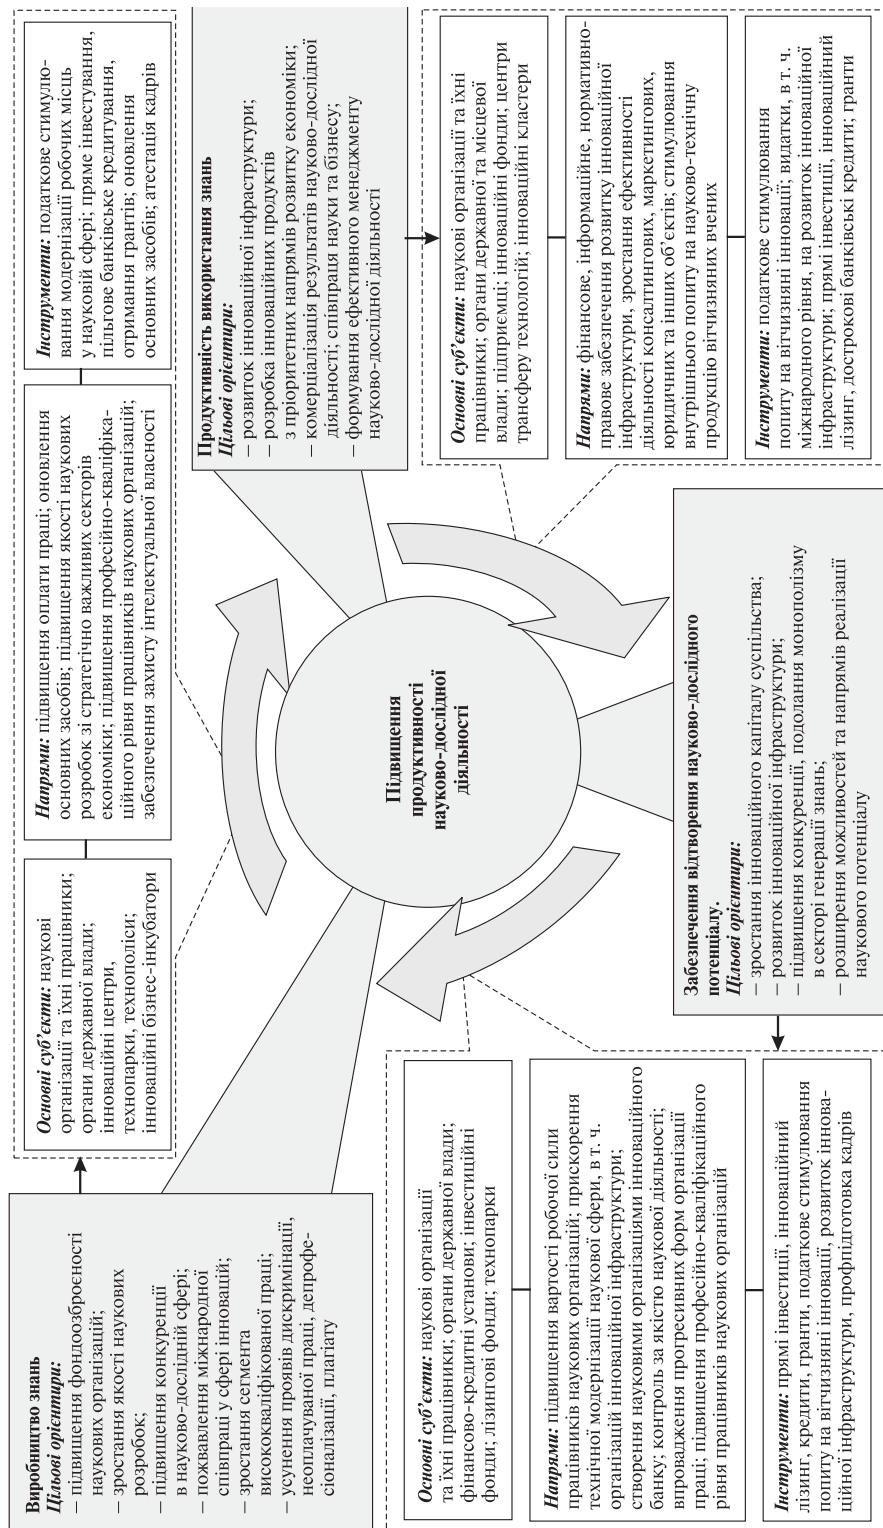 Виробництво знань
Цільові орієнтири:
– підвищення фондоозброєності
наукових організацій;
– зростання якості наукових
розробок;
– підвищення конкуренції
в науково-дослідній сфері;
– пожвавлення міжнародної
співпраці у сфері інновацій;
– зростання сегмента
висококваліфікованої праці;
– усунення проявів дискримінації,
неоплачуваної праці, депрофе-
сіоналізації, плагіату
Основні суб’єкти: наукові
організації та їхні працівники;
органи державної влади;
інноваційні центри,
технопарки, технополіси;
інноваційні бізнес-інкубатори
Напрями: підвищення оплати праці; оновлення
основних засобів; підвищення якості наукових
розробок зі стратегічно важливих секторів
економіки; підвищення професійно-кваліфіка-
ційного рівня працівників наукових організацій;
забезпечення захисту інтелектуальної власності
Інструменти: податкове стимулю-
вання модернізації робочих місць
у науковій сфері; пряме інвестування,
пільгове банківське кредитування,
отримання грантів; оновлення
основних засобів; атестація кадрів
Продуктивність використання знань
Цільові орієнтири:
– розвиток інноваційної інфраструктури;
– розробка інноваційних продуктів
з пріоритетних напрямів розвитку економіки;
– комерціалізація результатів науково-дослідної
діяльності; співпраця науки та бізнесу;
– формування ефективного менеджменту
науково-дослідної діяльності
Основні суб’єкти: наукові організації та їхні
працівники; органи державної та місцевої
влади; підприємці; інноваційні фонди; центри
трансферу технологій; інноваційні кластери
Напрями: фінансове, інформаційне, нормативно-
правове забезпечення розвитку інноваційної
інфраструктури, зростання ефективності
діяльності консалтингових, маркетингових,
юридичних та інших об’єктів; стимулювання
внутрішнього попиту на науково-технічну
продукцію вітчизняних вчених
Інструменти: податкове стимулювання
попиту на вітчизняні інновації; видатки, в т. ч.
міжнародного рівня, на розвиток інноваційної
інфраструктури; прямі інвестиції, інноваційний
лізинг, дострокові банківські кредити; гранти
Підвищення
продуктивності
науково-дослідної
діяльності
Забезпечення відтворення науково-дослідного
потенціалу.
Цільові орієнтири:
– зростання інноваційного капіталу суспільства;
– розвиток інноваційної інфраструктури;
– підвищення конкуренції, подолання монополізму
в секторі генерації знань;
– розширення можливостей та напрямів реалізації
наукового потенціалу
Основні суб’єкти: наукові організації
та їхні працівники; органи державної влади;
фінансово-кредитні установи; інвестиційні
фонди; лізингові фонди; технопарки
Напрями: підвищення вартості робочої сили
працівників наукових організацій; прискорення
технічної модернізації наукової сфери, в т. ч.
організацій інноваційної інфраструктури;
створення науковими організаціями інноваційного
банку; контроль за якістю наукової діяльності;
впровадження прогресивних форм організації
праці; підвищення професійно-кваліфікаційного
рівня працівників наукових організацій
Інструменти: прямі інвестиції, інноваційний
лізинг, кредити, гранти, податкове стимулювання
попиту на вітчизняні інновації, розвиток іннова-
ційної інфраструктури, профпідготовка кадрів